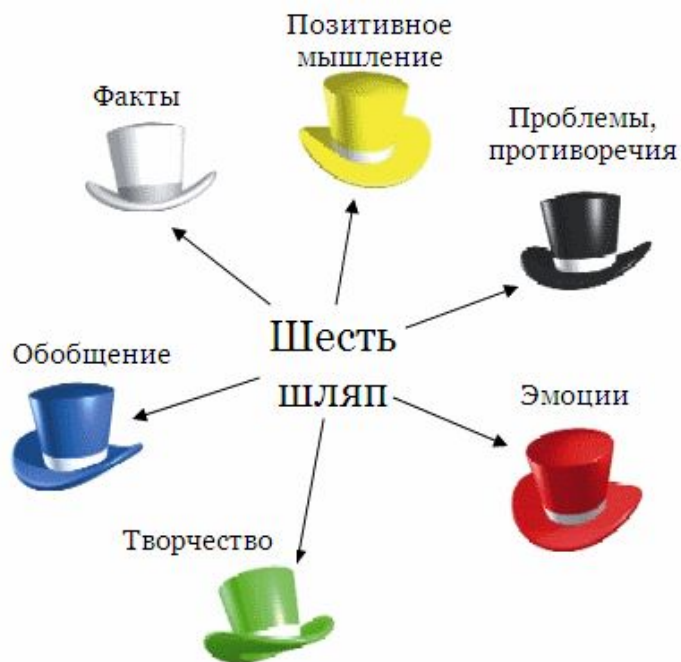 Позитивное
мышление
Факты
Проблемы,
противоречия
Шесть
шляп
Обобщение
Эмоции
Творчество